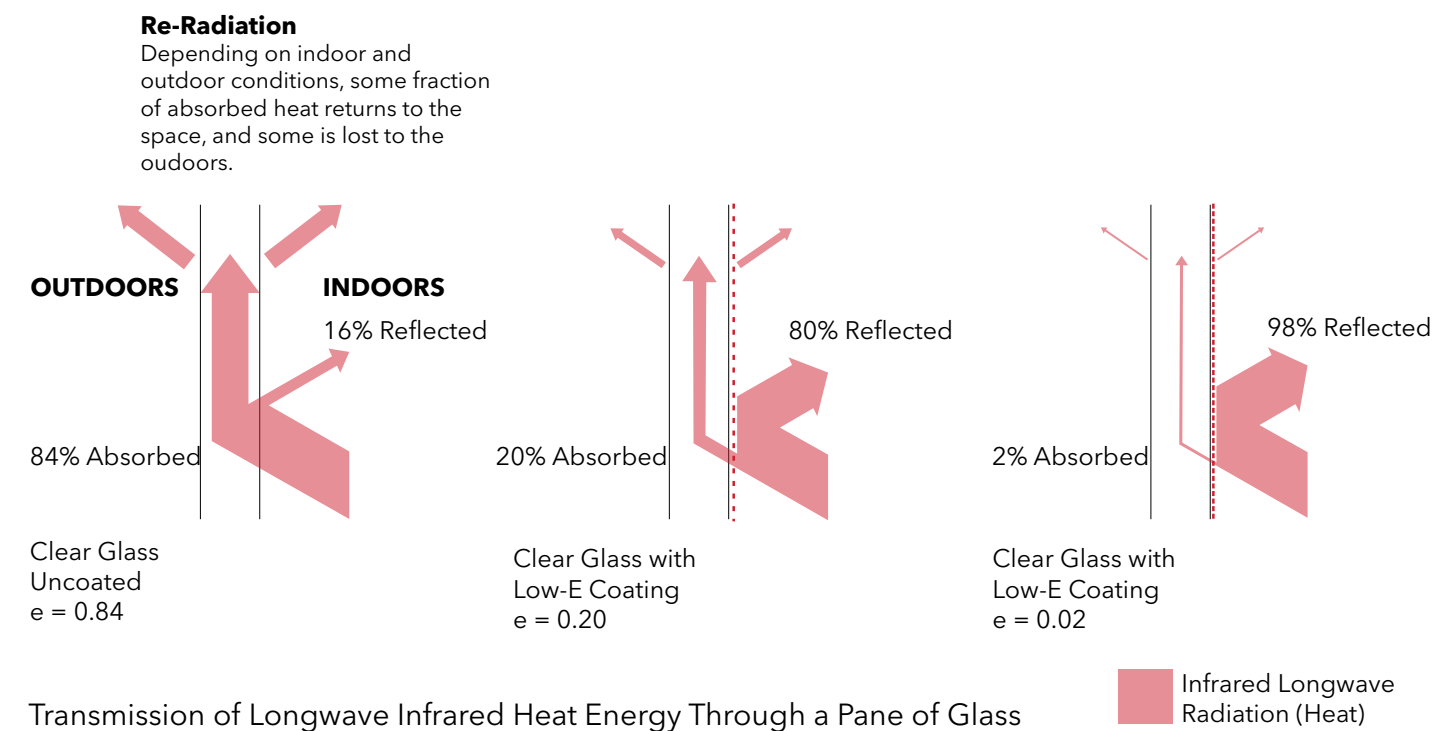 Re-Radiation
Depending on indoor and
outdoor conditions, some fraction
of absorbed heat returns to the
space, and some is lost to the
oudoors.
OUTDOORS
INDOORS
16% Reflected
84% Absorbed
Clear Glass
Uncoated
e = 0.84
80% Reflected
20% Absorbed
Clear Glass with
Low-E Coating
e = 0.20
98% Reflected
2% Absorbed
Clear Glass with
Low-E Coating
e = 0.02
Infrared Longwave
Radiation (Heat)
Transmission of Longwave Infrared Heat Energy Through a Pane of Glass